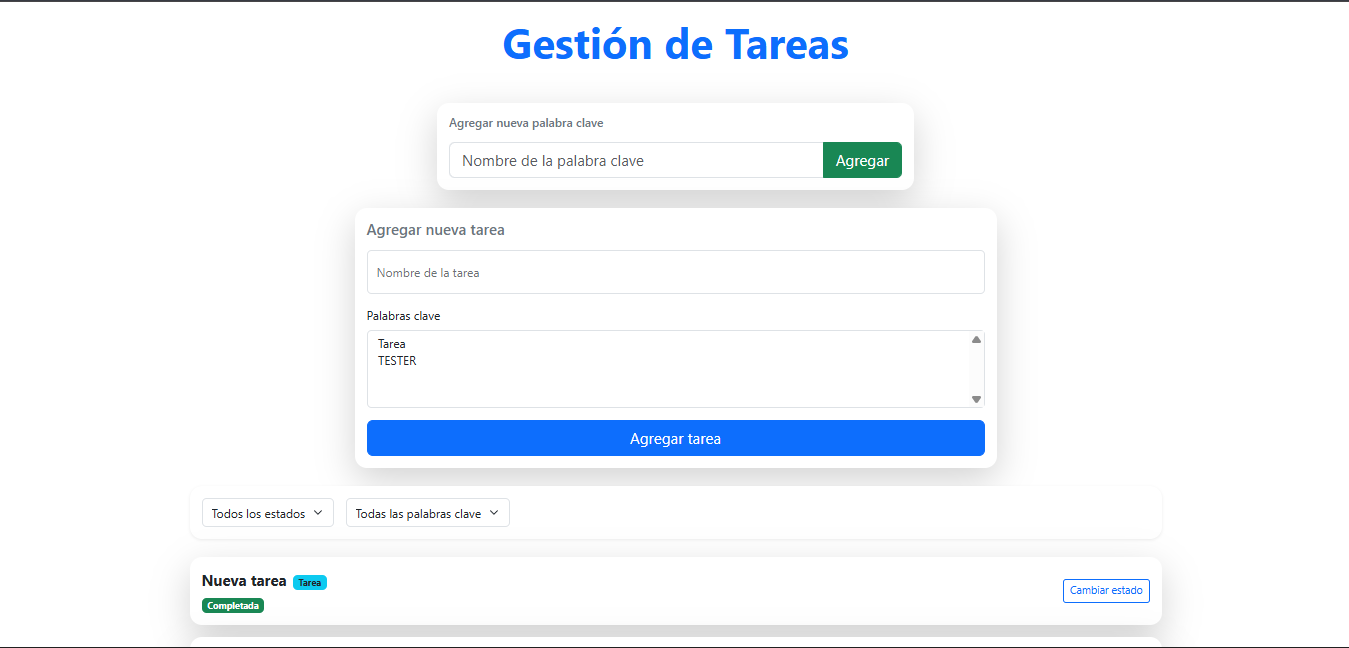 Gestión de Tareas
Agregar nueva palabra clave
Nombre de la palabra clave
Agregar
Agregar nueva tarea
Nombre de la tarea
Palabras clave
Tarea
TESTER
Agregar tarea
Todos los estados
Todas las palabras clave
Nueva tarea Tarea
Completada
Cambiar estado